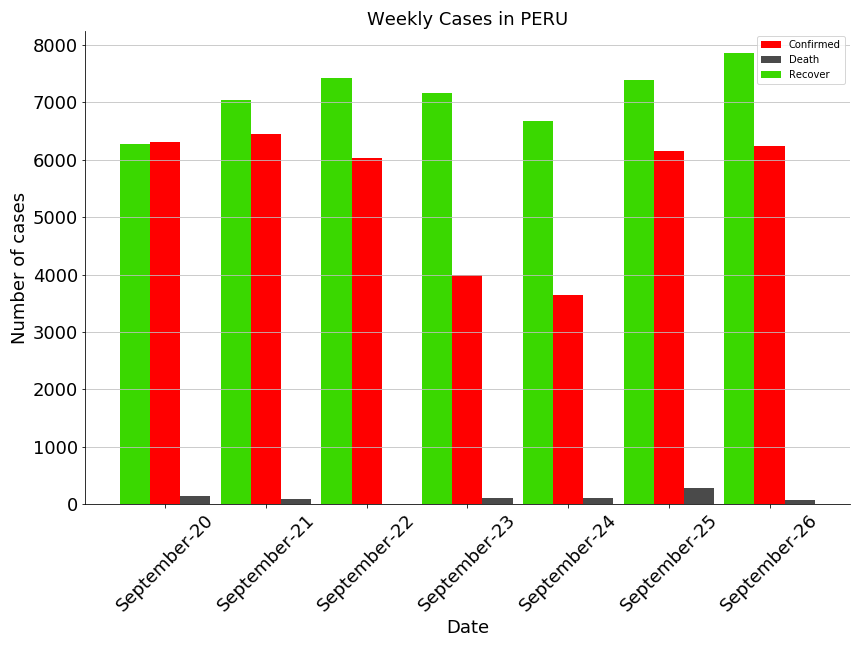 Weekly Cases in PERU
Confirmed
Death
Recover
Number of cases
8000
7000
6000
5000
4000
3000
2000
1000
0
September-20
September-21
September-22
September-23
September-24
September-25
September-26
Date